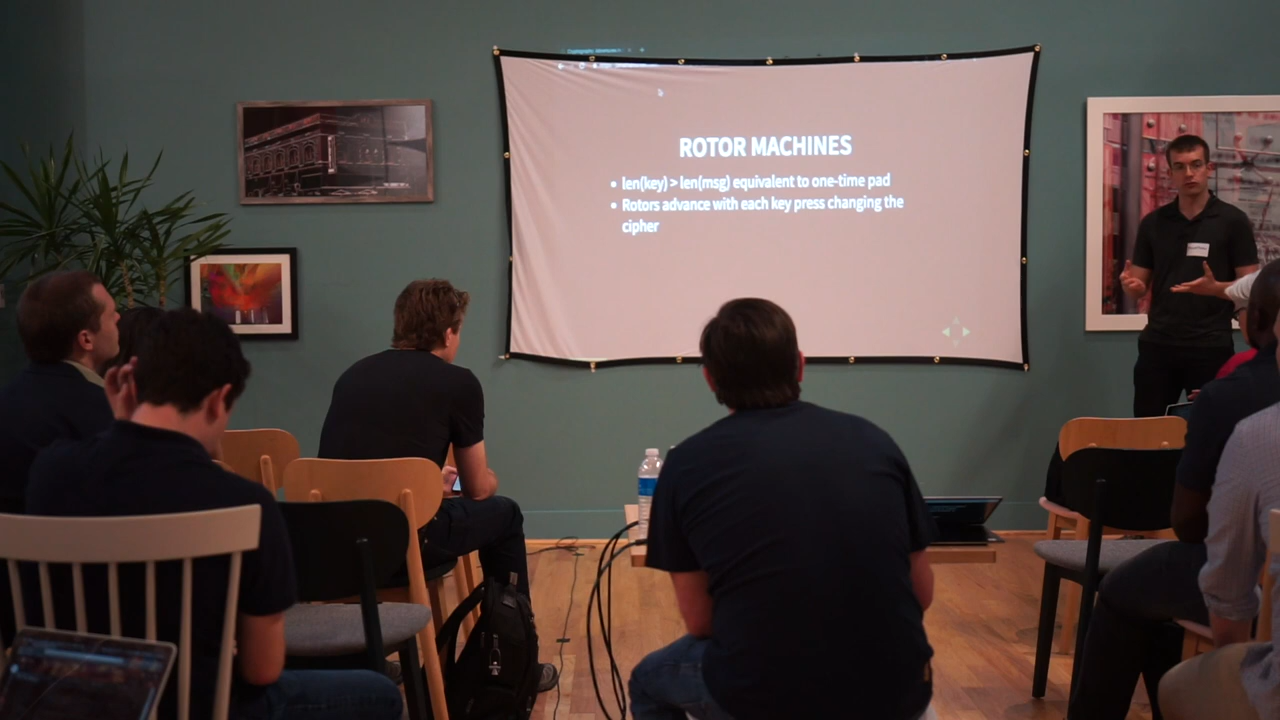 ROTOR MACHINES
• len(key) > len(msg) equivalent to one-time pad
• Rotors advance with each key press changing the
cipher